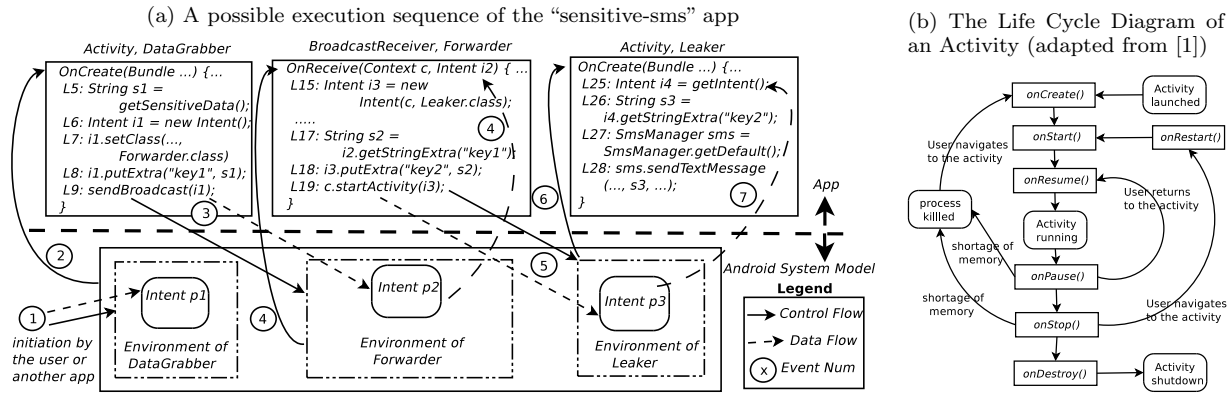 (a) A possible execution sequence of the “sensitive-sms” app
Activity, DataGrabber
OnCreate(Bundle ...) {...
L5: String s1 =
getSensitiveData();
L6: Intent i1 = new Intent();
L7: i1.setClass(...,
Forwarder.class)
L8: i1.putExtra("key1", s1);
L9: sendBroadcast(i1);
}
BroadcastReceiver, Forwarder
OnReceive(Context c, Intent i2) { ...
L15: Intent i3 = new
Intent(c, Leaker.class);
.....
L17: String s2 =
i2.getStringExtra("key1");
L18: i3.putExtra("key2", s2);
L19: c.startActivity(i3);
}
4
Activity, Leaker
OnCreate(Bundle ...) {...
L25: Intent i4 = getIntent();
L26: String s3 =
i4.getStringExtra("key2");
L27: SmsManager sms =
SmsManager.getDefault();
L28: sms.sendTextMessage
(..., s3, ...);
}
7
3
6
2
5
4
1
App
Android System Model
initiation by
the user or
another app
Intent p1
Environment of
DataGrabber
Intent p2
Environment of
Forwarder
Intent p3
Environment of
Leaker
Legend
Control Flow
Data Flow
x Event Num
(b) The Life Cycle Diagram of
an Activity (adapted from [1])
onCreate()
Activity
launched
onStart()
onRestart()
User navigates
to the activity
onResume()
User returns
to the activity
process
killled
Activity
running
shortage of
memory
onPause()
shortage of
memory
User navigates
to the activity
onStop()
onDestroy()
Activity
shutdown